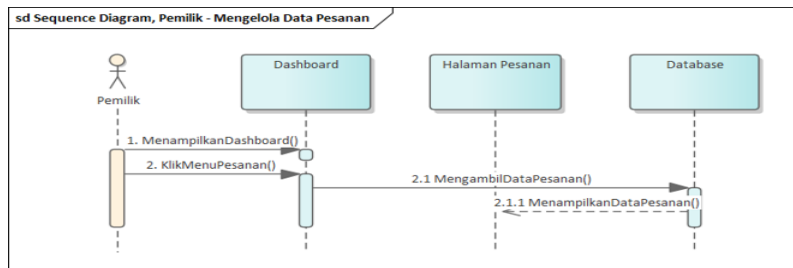 sd Sequence Diagram, Pemilik - Mengelola Data Pesanan
Dashboard
Halaman Pesanan
Database
Pemilik
1. MenampilkanDashboard()
2. KlikMenuPesanan()
2.1 MengambilDataPesanan()
2.1.1 MenampilkanDataPesanan()